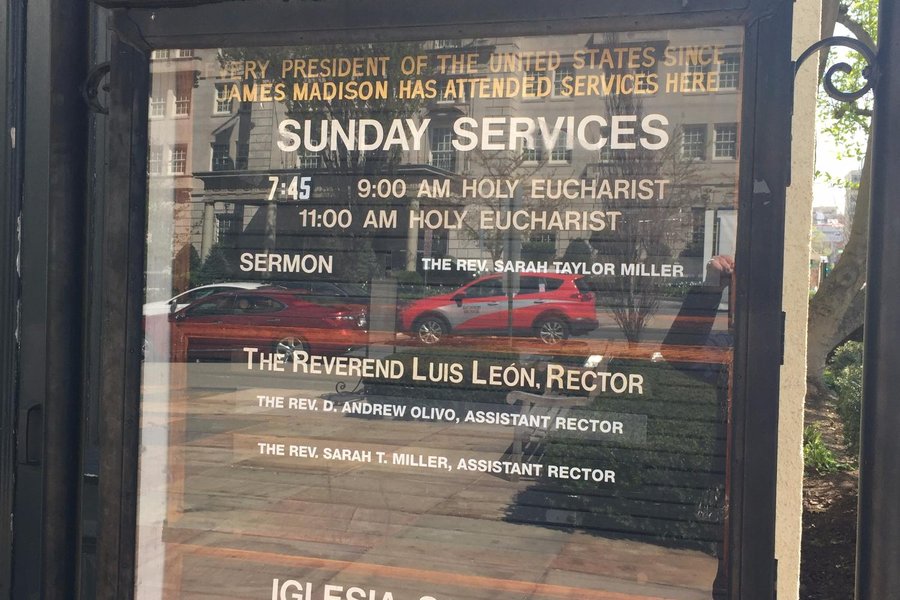 EVERY PRESIDENT OF THE UNITED STATES SINCE
JAMES MADISON HAS ATTENDED SERVICES HERE
SUNDAY SERVICES
7:45 9:00 AM HOLY EUCHARIST
11:00 AM HOLY EUCHARIST
SERMON THE REV. SARAH TAYLOR MILLER
THE REVEREND LUIS LEÓN, RECTOR
THE REV. D. ANDREW OLIVO, ASSISTANT RECTOR
THE REV. SARAH T. MILLER, ASSISTANT RECTOR
IGLESIA